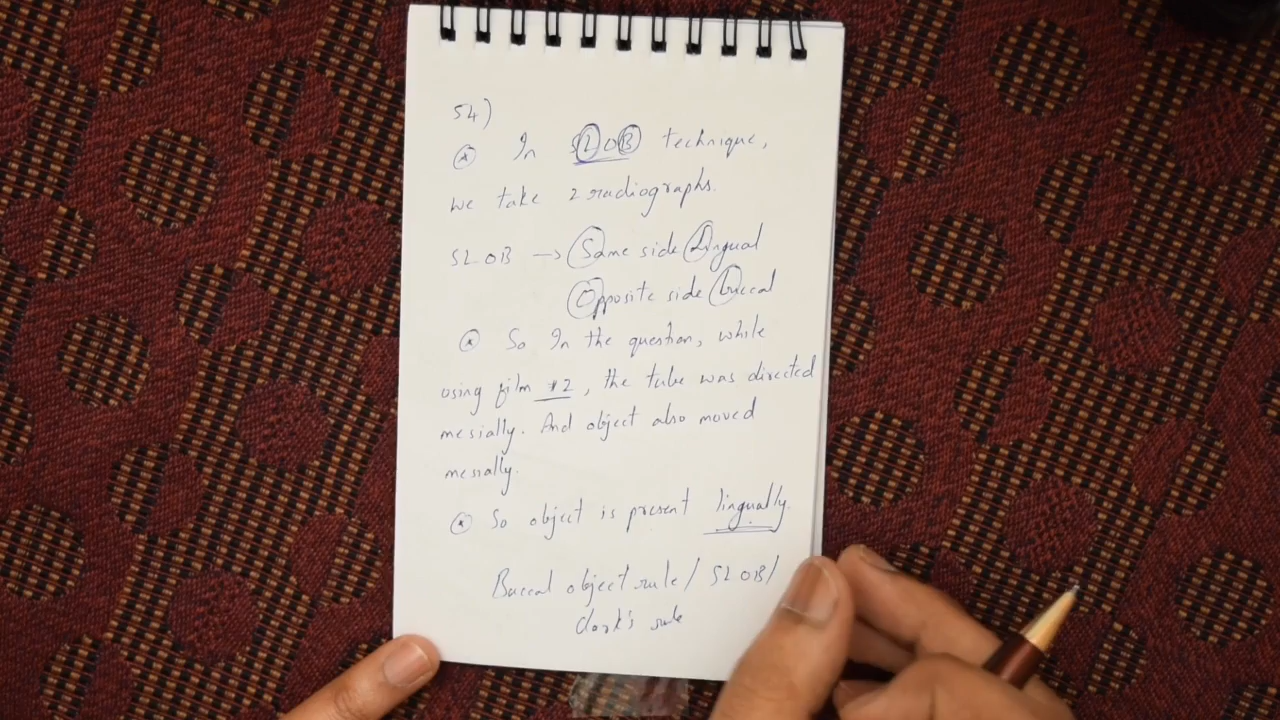 54)
* In SLOB technique,
we take 2 radiographs.
SLOB → Same side Lingual
Opposite side buccal
* So In the question, while
using film #2, the tube was directed
mesially. And object also moved
mesially.
* So object is present lingually.
Buccal object rule / SLOB /
Clark's rule